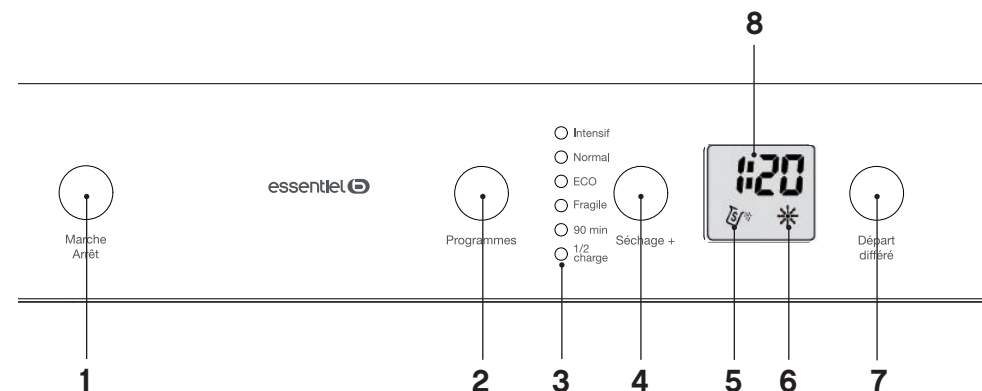 8
Intensif
Normal
ECO
Fragile
90 min
1/2
charge
1:20
essentiel b
Marche
Arrêt
Programmes
Séchage +
S
Départ
différé
1 2 3 4 5 6 7